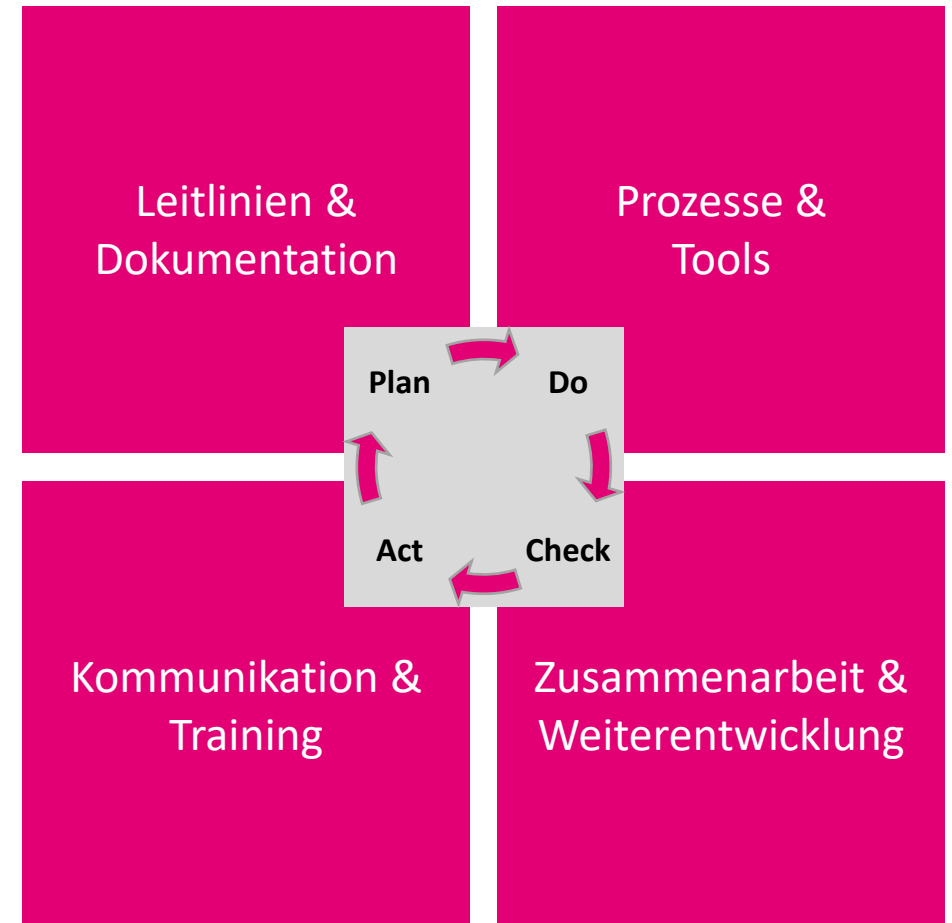 Leitlinien &
Dokumentation
Prozesse &
Tools
Plan
Do
Act
Check
Kommunikation &
Training
Zusammenarbeit &
Weiterentwicklung